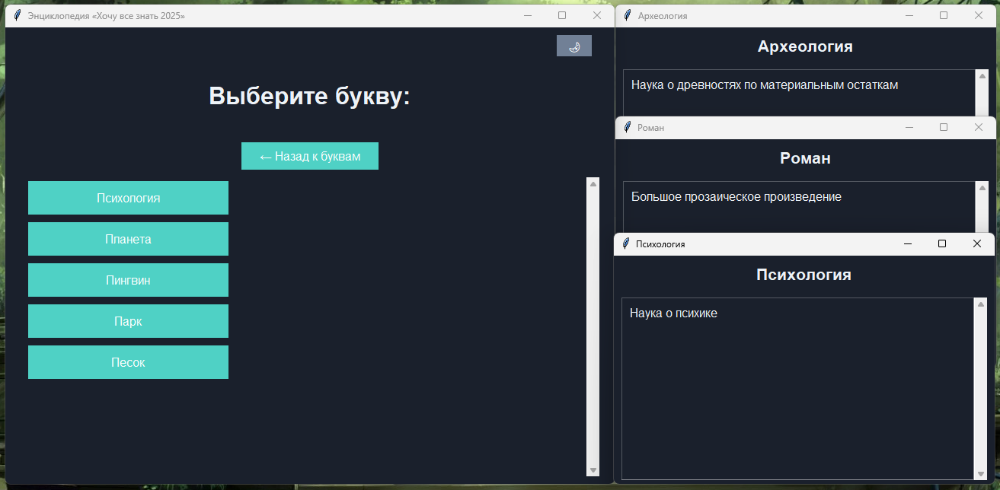 Энциклопедия «Хочу все знать 2025»
Выберите букву:
← Назад к буквам
Психология
Планета
Пингвин
Парк
Песок
Археология
Археология
Наука о древностях по материальным остаткам
Роман
Роман
Большое прозаическое произведение
Психология
Психология
Наука о психике